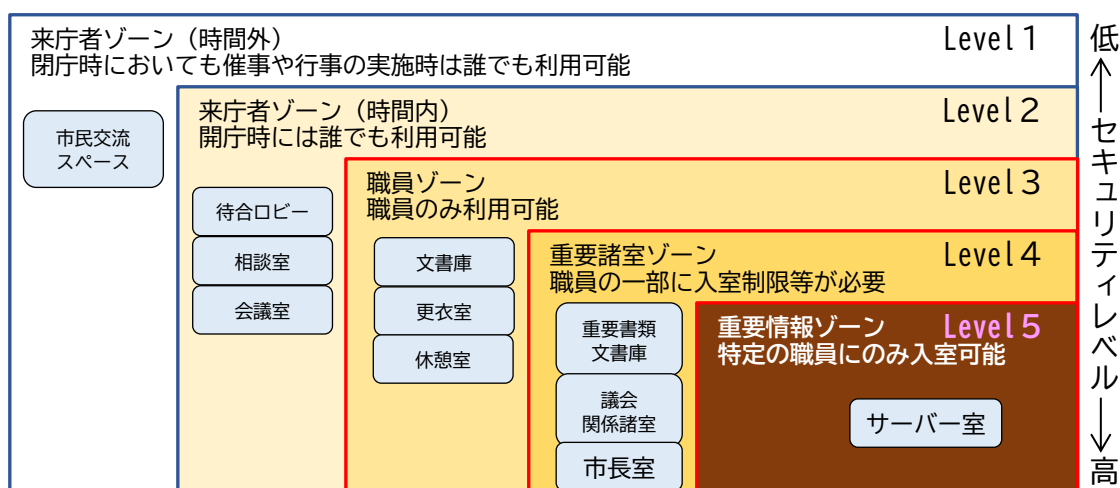 来庁者ゾーン（時間外）
Level１
閉庁時においても催事や行事の実施時は誰でも利用可能
市民交流
スペース
来庁者ゾーン（時間内）
Level２
開庁時には誰でも利用可能
待合ロビー
相談室
会議室
職員ゾーン
Level３
職員のみ利用可能
文書庫
更衣室
休憩室
重要諸室ゾーン
Level４
職員の一部に入室制限等が必要
重要書類
文書庫
議会
関係諸室
市長室
重要情報ゾーン
Level５
特定の職員にのみ入室可能
サーバー室
低←セキュリティレベル→高